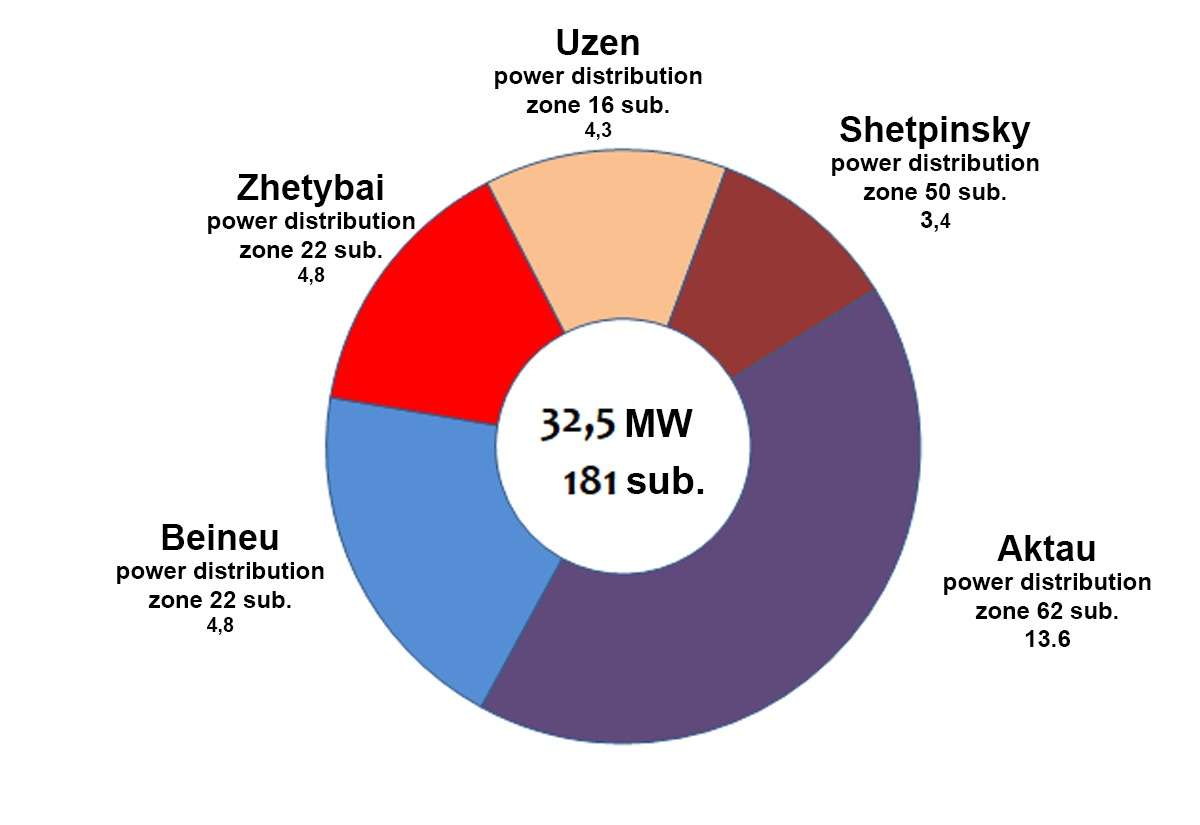 Uzen
power distribution
zone 16 sub.
4,3
Shetpinsky
power distribution
zone 50 sub.
3,4
Zhetybai
power distribution
zone 22 sub.
4,8
32,5 MW
181 sub.
Beineu
power distribution
zone 22 sub.
4,8
Aktau
power distribution
zone 62 sub.
13.6